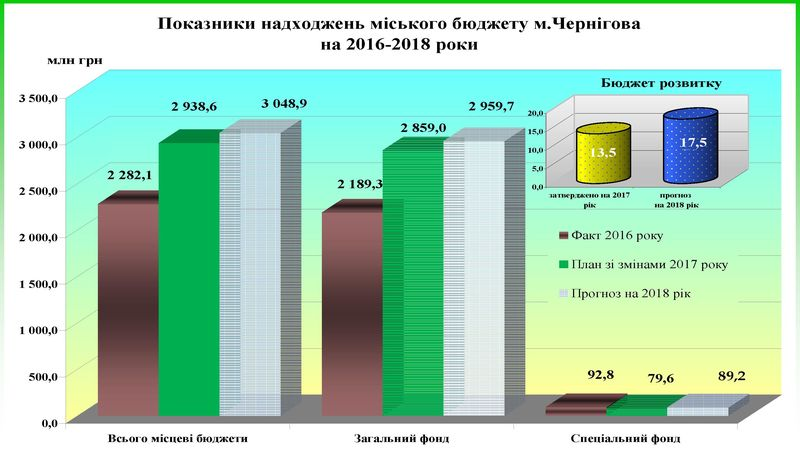 Показники надходжень міського бюджету м.Чернігова
на 2016-2018 роки
млн грн
3 500,0
3 000,0
2 500,0
2 000,0
1 500,0
1 000,0
500,0
0,0
2 282,1
2 938,6
3 048,9
2 189,3
2 859,0
2 959,7
92,8
79,6
89,2
Всього місцеві бюджети
Загальний фонд
Спеціальний фонд
Бюджет розвитку
20,0
15,0
10,0
5,0
0,0
13,5
17,5
затверджено на 2017
рік
прогноз
на 2018 рік
Факт 2016 року
План зі змінами 2017 року
Прогноз на 2018 рік